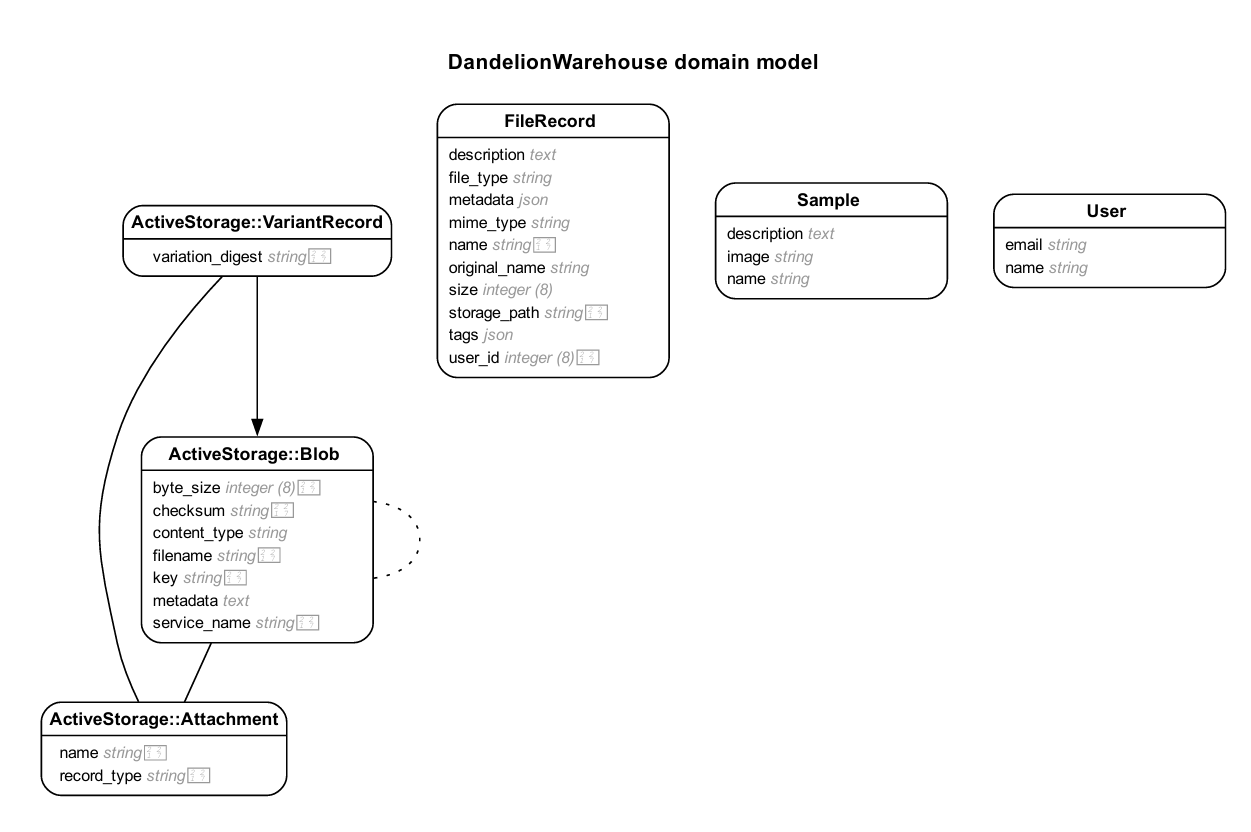 DandelionWarehouse domain model
FileRecord
description text
file_type string
metadata json
mime_type string
name string
original_name string
size integer (8)
storage_path string
tags json
user_id integer (8)
Sample
description text
image string
name string
User
email string
name string
ActiveStorage::VariantRecord
variation_digest string
ActiveStorage::Blob
byte_size integer (8)
checksum string
content_type string
filename string
key string
metadata text
service_name string
ActiveStorage::Attachment
name string
record_type string